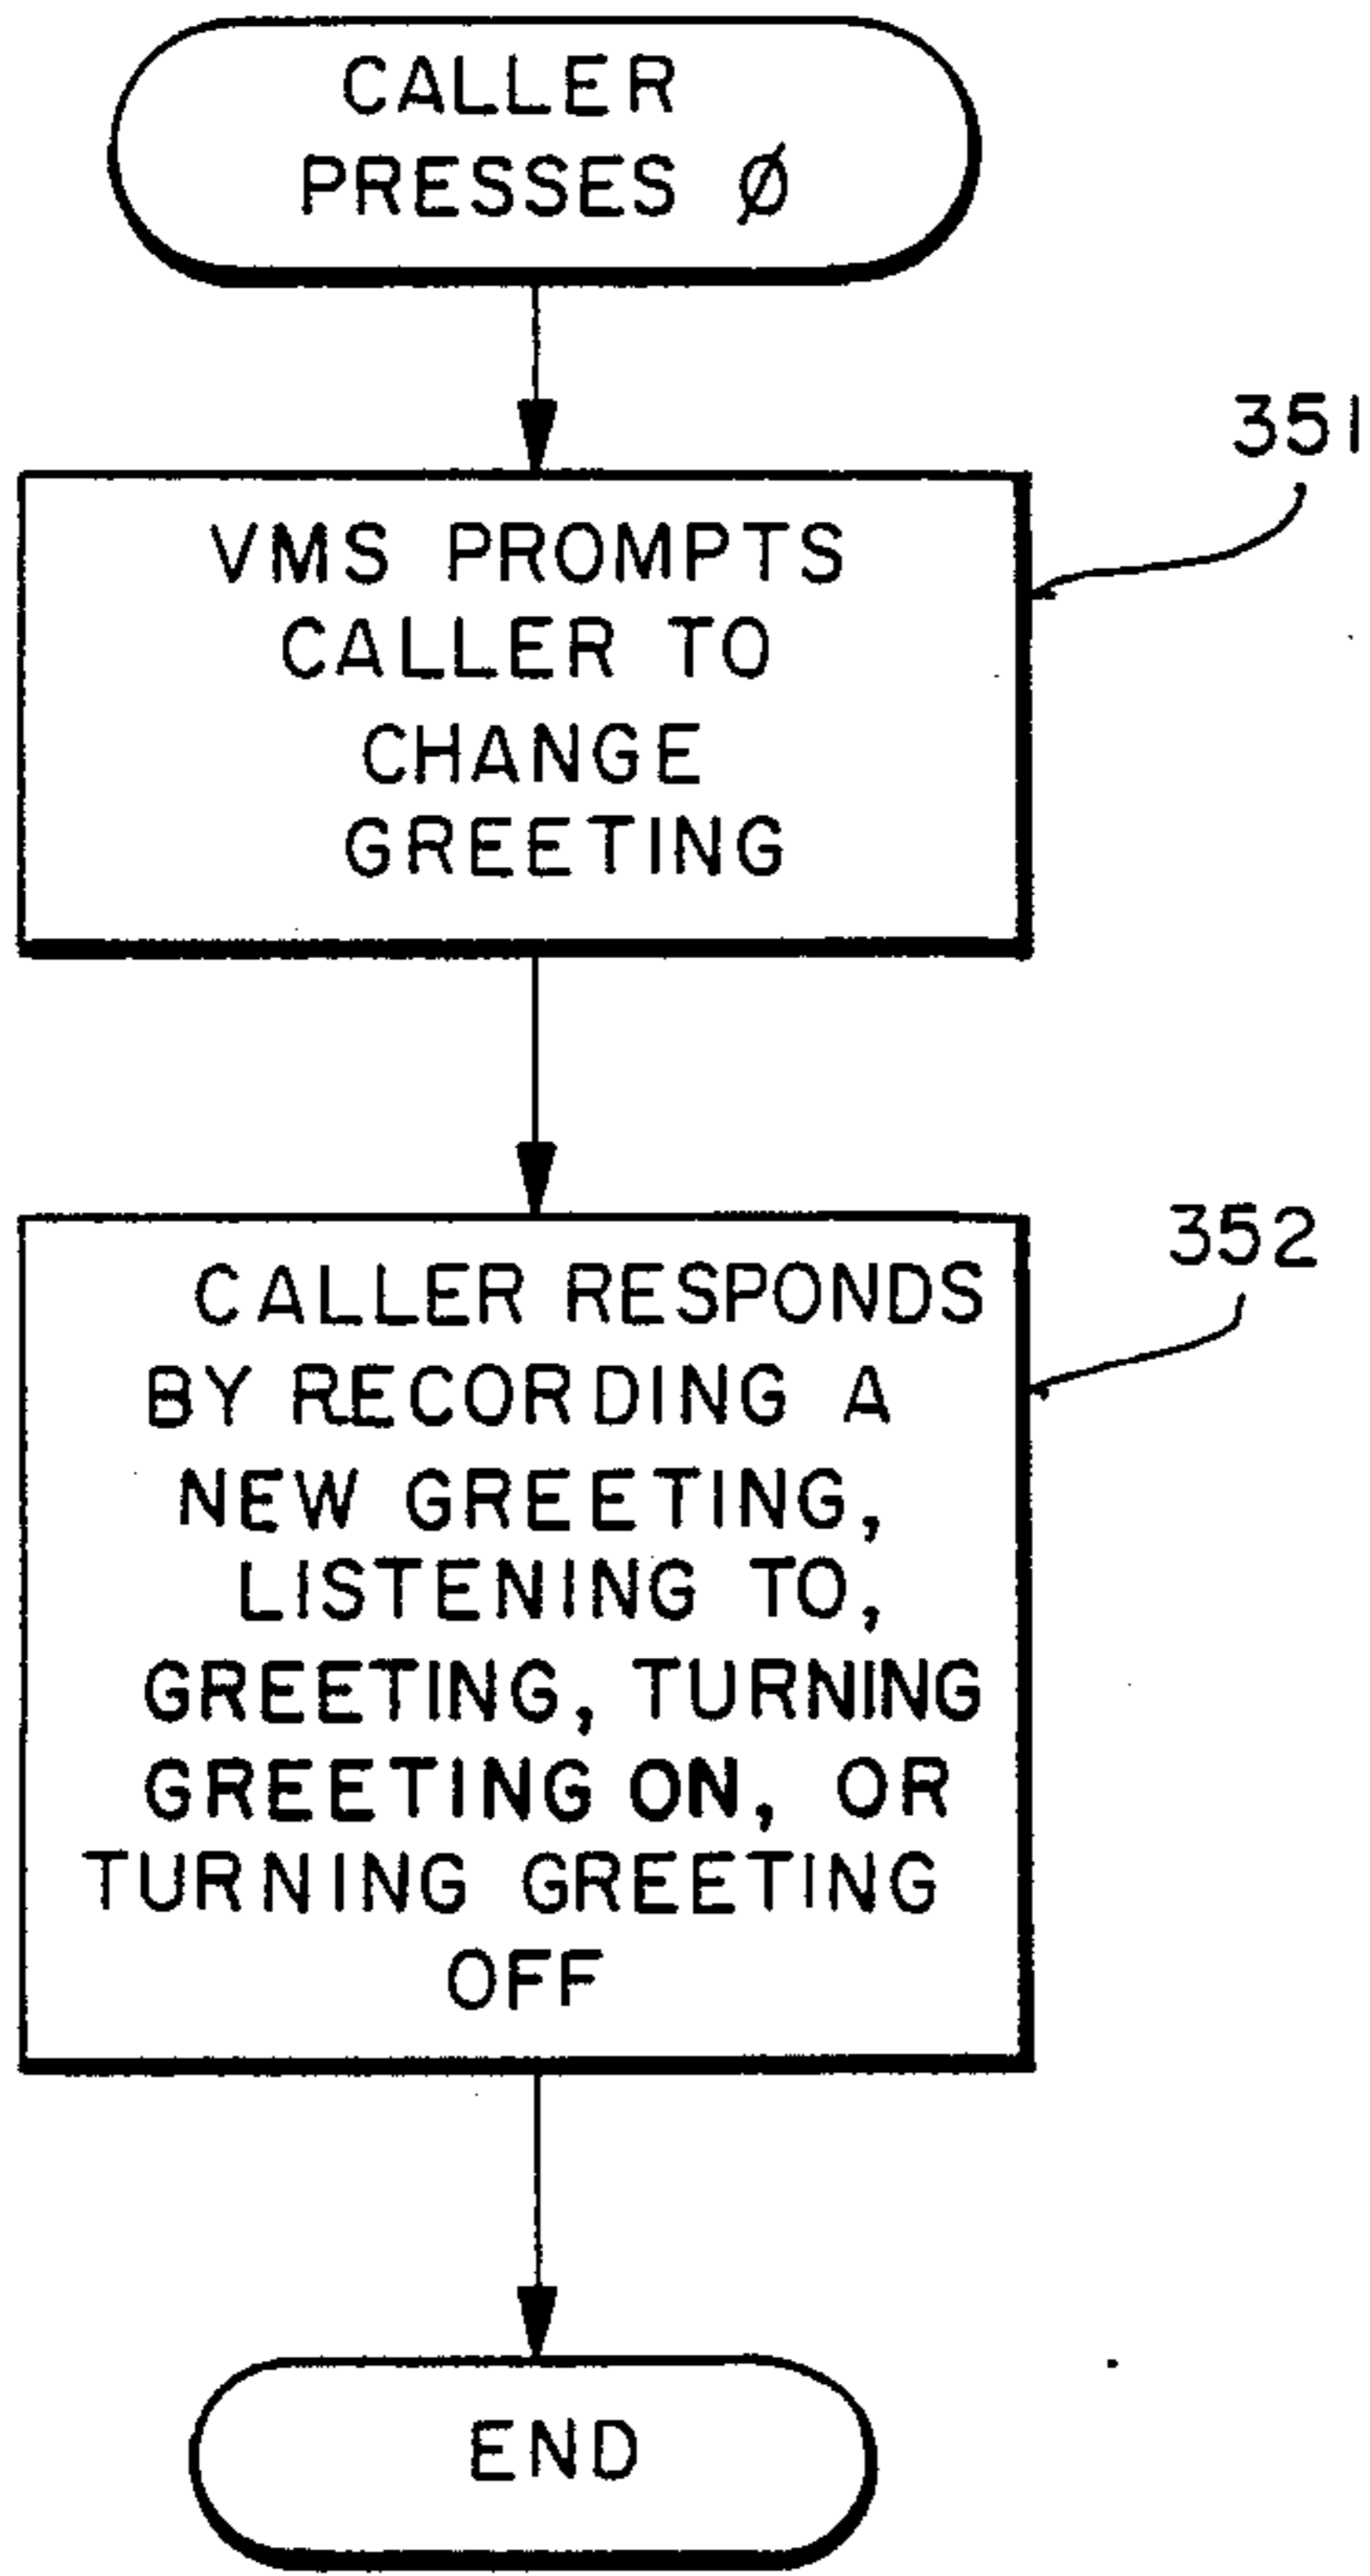 CALLER
PRESSES Ø
351
VMS PROMPTS
CALLER TO
CHANGE
GREETING
352
CALLER RESPONDS
BY RECORDING A
NEW GREETING,
LISTENING TO,
GREETING, TURNING
GREETING ON, OR
TURNING GREETING
OFF
END